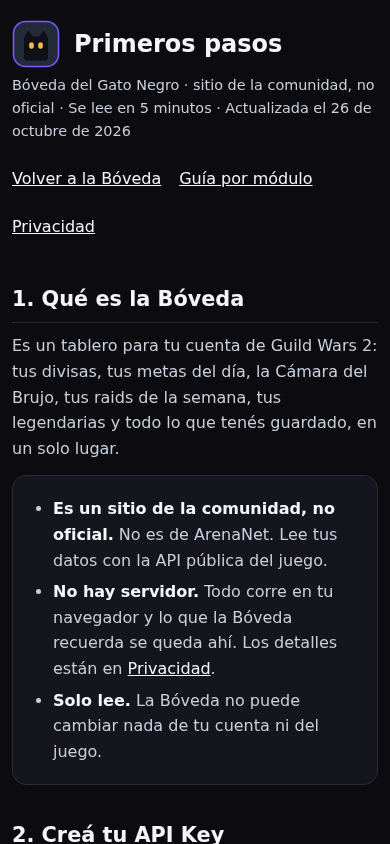 Primeros pasos
Bóveda del Gato Negro · sitio de la comunidad, no
oficial · Se lee en 5 minutos · Actualizada el 26 de
octubre de 2026
Volver a la Bóveda Guía por módulo
Privacidad
1. Qué es la Bóveda
Es un tablero para tu cuenta de Guild Wars 2:
tus divisas, tus metas del día, la Cámara del
Brujo, tus raids de la semana, tus
legendarias y todo lo que tenés guardado, en
un solo lugar.
• Es un sitio de la comunidad, no
oficial. No es de ArenaNet. Lee tus
datos con la API pública del juego.
• No hay servidor. Todo corre en tu
navegador y lo que la Bóveda
recuerda se queda ahí. Los detalles
están en Privacidad.
• Solo lee. La Bóveda no puede
cambiar nada de tu cuenta ni del
juego.
2. Creá tu API Key